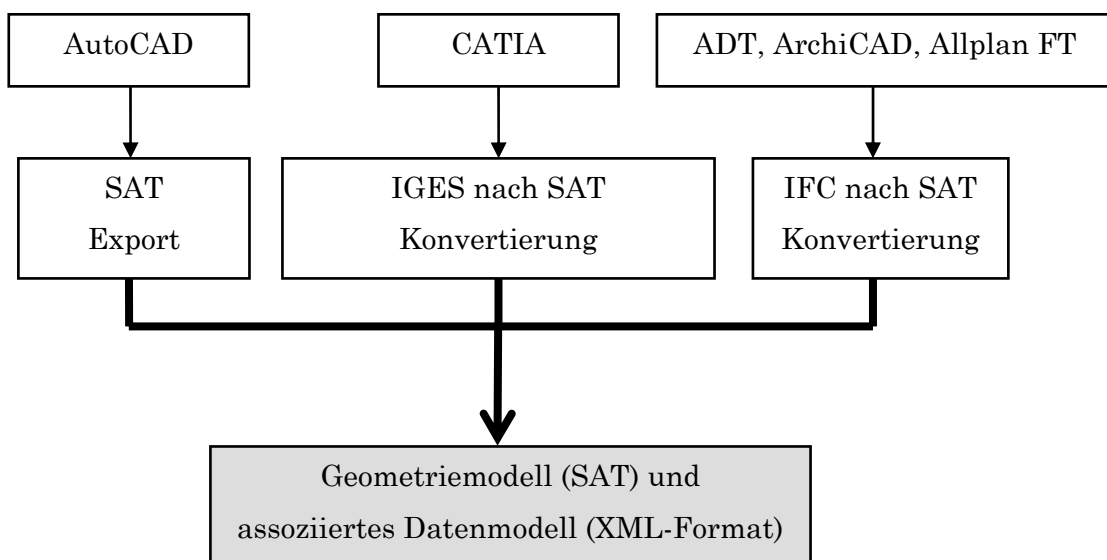 AutoCAD
CATIA
ADT, ArchiCAD, Allplan FT
SAT
Export
IGES nach SAT
Konvertierung
IFC nach SAT
Konvertierung
Geometriemodell (SAT) und
assoziiertes Datenmodell (XML-Format)